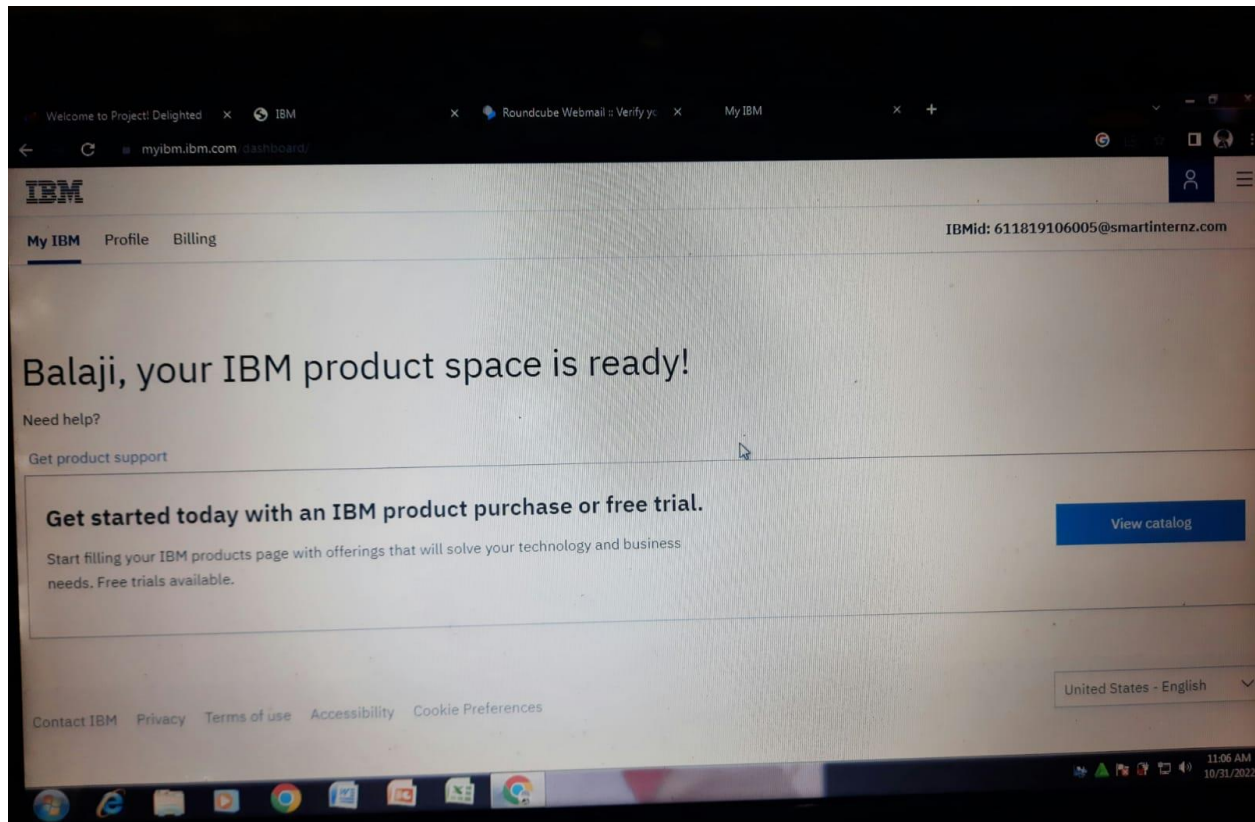 Welcome to Project! Delighted
IBM
Roundcube Webmail :: Verify yo
My IBM
myibm.ibm.com/dashboard/
IBM
My IBM Profile Billing
IBMid: 611819106005@smartinternz.com
Balaji, your IBM product space is ready!
Need help?
Get product support
Get started today with an IBM product purchase or free trial.
Start filling your IBM products page with offerings that will solve your technology and business
needs. Free trials available.
View catalog
United States - English
Contact IBM Privacy Terms of use Accessibility Cookie Preferences
11:06 AM
10/31/2022